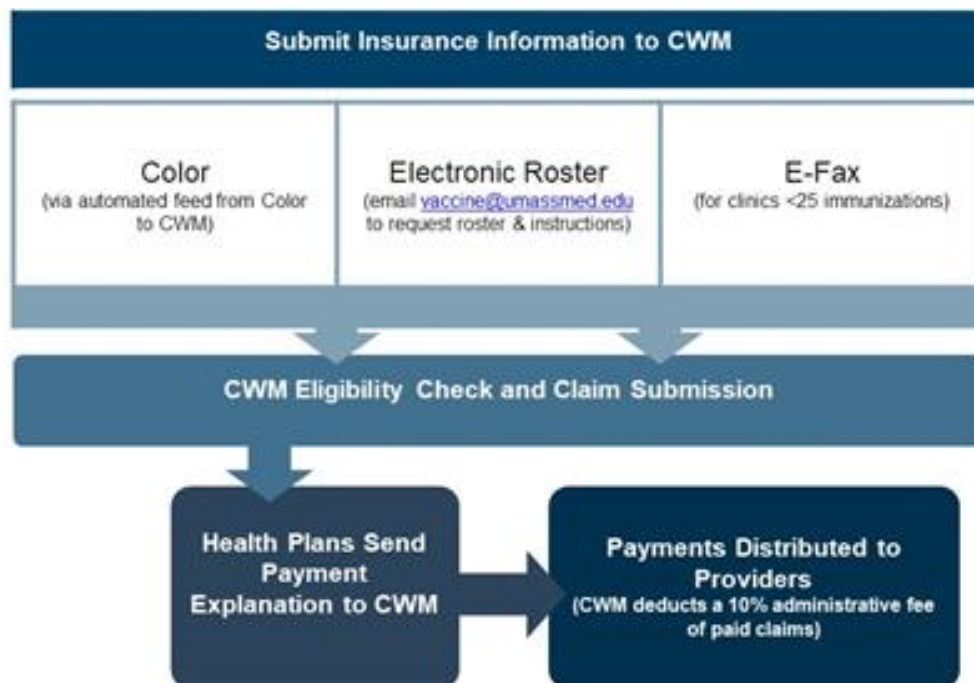 Submit Insurance Information to CWM
Color
(via automated feed from Color
to CWM)
Electronic Roster
(email vaccine@umassmed.edu
to request roster & instructions)
E-Fax
(for clinics <25 immunizations)
CWM Eligibility Check and Claim Submission
Health Plans Send
Payment
Explanation to CWM
Payments Distributed to
Providers
(CWM deducts a 10% administrative fee
of paid claims)